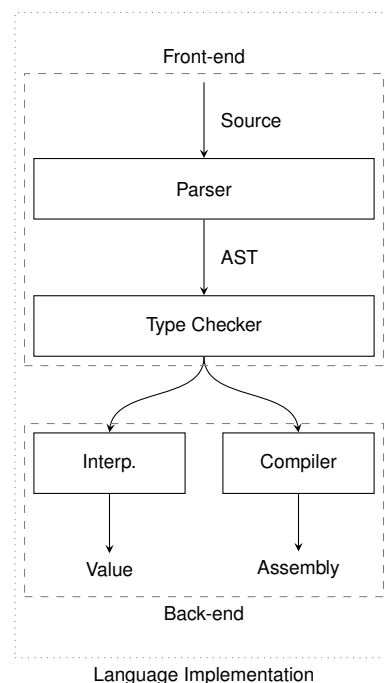 Front-end
Source
Parser
AST
Type Checker
Interp.
Compiler
Value
Assembly
Back-end
Language Implementation